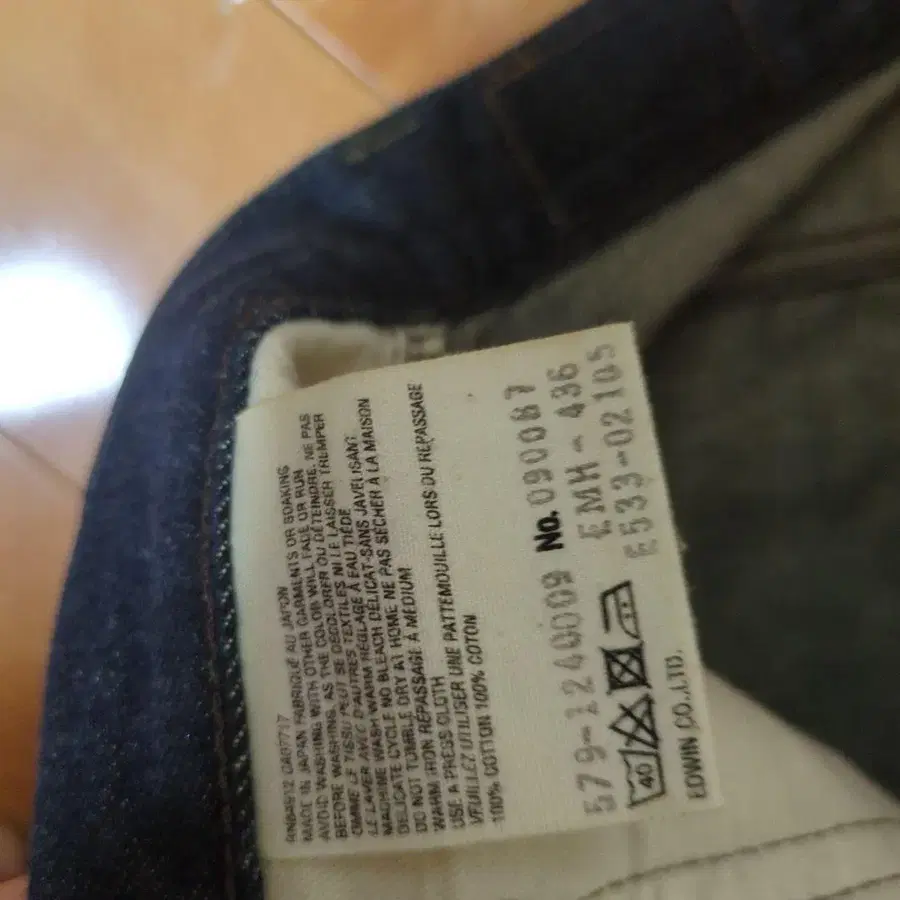 RN84912 CA07717
MADE IN JAPAN FABRIQUÉ AU JAPON
AVOID WASHING WITH OTHER GARMENTS OR SOAKING
BEFORE WASHING, AS THE COLOR WILL FADE OR RUN
COMME LE TISSU PEUT SE DÉCOLORER OU DÉTEINDRE, NE PAS
LE LAVER AVEC D'AUTRES TEXTILES NI LE LAISSER TREMPER
MACHINE WASH WARM RÉGLAGE À EAU TIÈDE
DELICATE CYCLE NO BLEACH DÉLICAT-SANS JAVELISANT
DO NOT TUMBLE DRY AT HOME NE PAS SÉCHER À LA MAISON
WARM IRON REPASSAGE À MEDIUM
USE A PRESS CLOTH
VEUILLEZ UTILISER UNE PATTEMOUILLE LORS DU REPASSAGE
100% COTTON 100% COTON
579-1240009 No. 090087
EMH-436
E533-02105
40
EDWIN CO.,LTD.